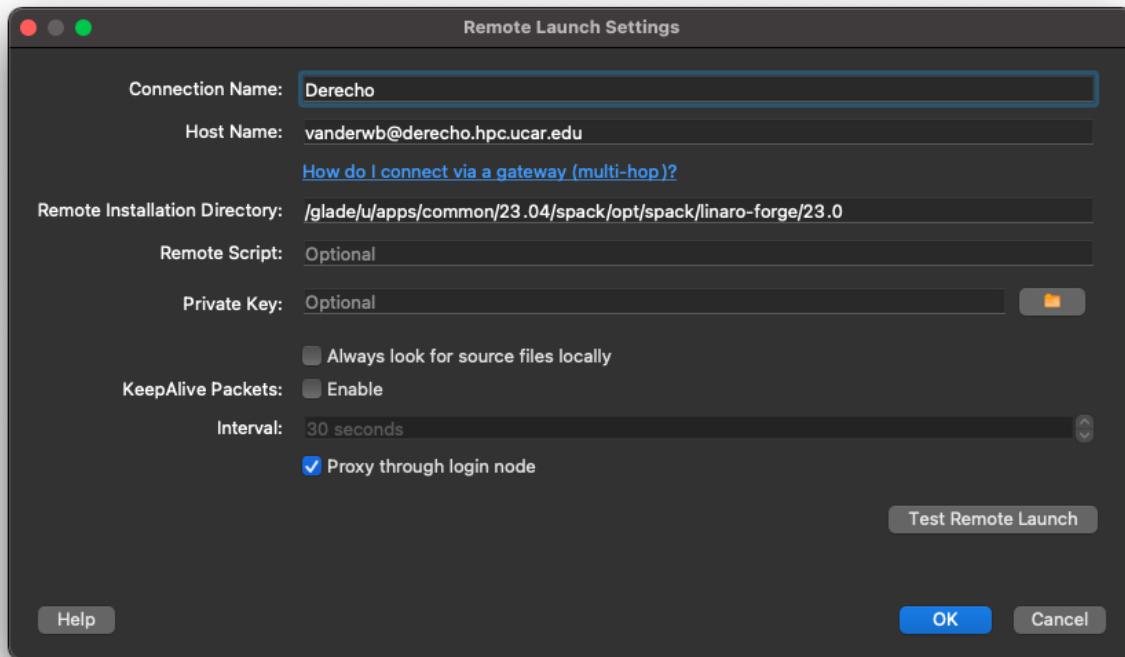 Remote Launch Settings
Connection Name: Derecho
Host Name: vanderwb@derecho.hpc.ucar.edu
How do I connect via a gateway (multi-hop)?
Remote Installation Directory: /glade/u/apps/common/23.04/spack/opt/spack/linaro-forge/23.0
Remote Script: Optional
Private Key: Optional
Always look for source files locally
KeepAlive Packets: Enable
Interval: 30 seconds
Proxy through login node
Test Remote Launch
Help OK Cancel